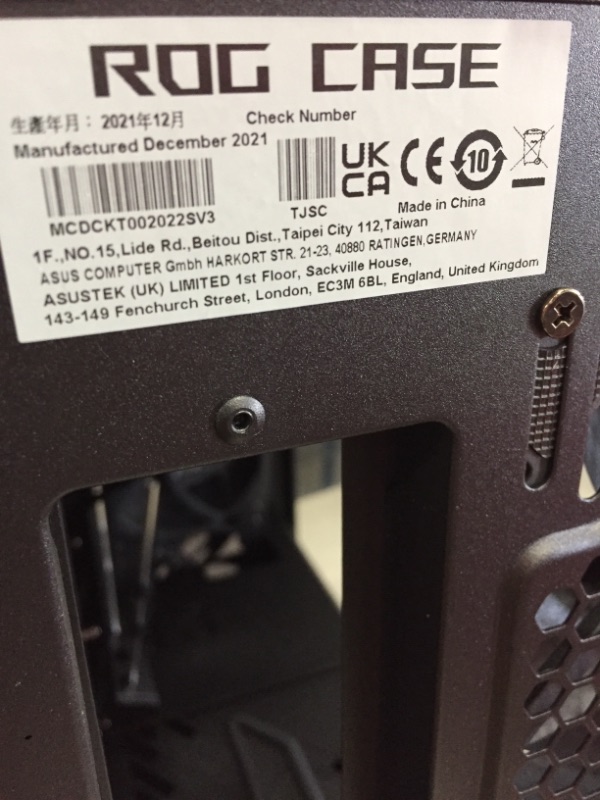 ROG CASE
生產年月： 2021年12月
Check Number
Manufactured December 2021
UK
CA
CE
10
MCDCKT002022SV3
TJSC
Made in China
1F.,NO.15,Lide Rd.,Beitou Dist.,Taipei City 112,Taiwan
ASUS COMPUTER Gmbh HARKORT STR. 21-23, 40880 RATINGEN,GERMANY
ASUSTEK (UK) LIMITED 1st Floor, Sackville House,
143-149 Fenchurch Street, London, EC3M 6BL, England, United Kingdom